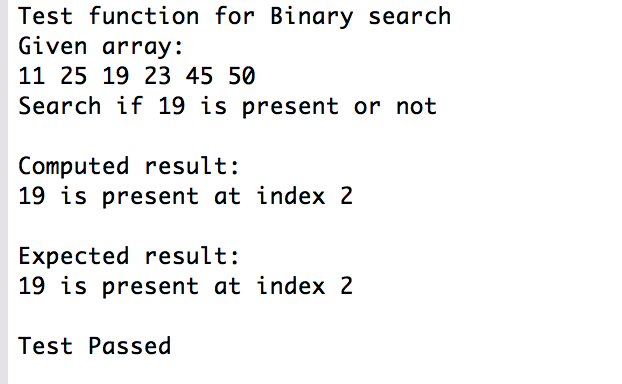 Test function for Binary search
Given array:
11 25 19 23 45 50
Search if 19 is present or not
Computed result:
19 is present at index 2
Expected result:
19 is present at index 2
Test Passed